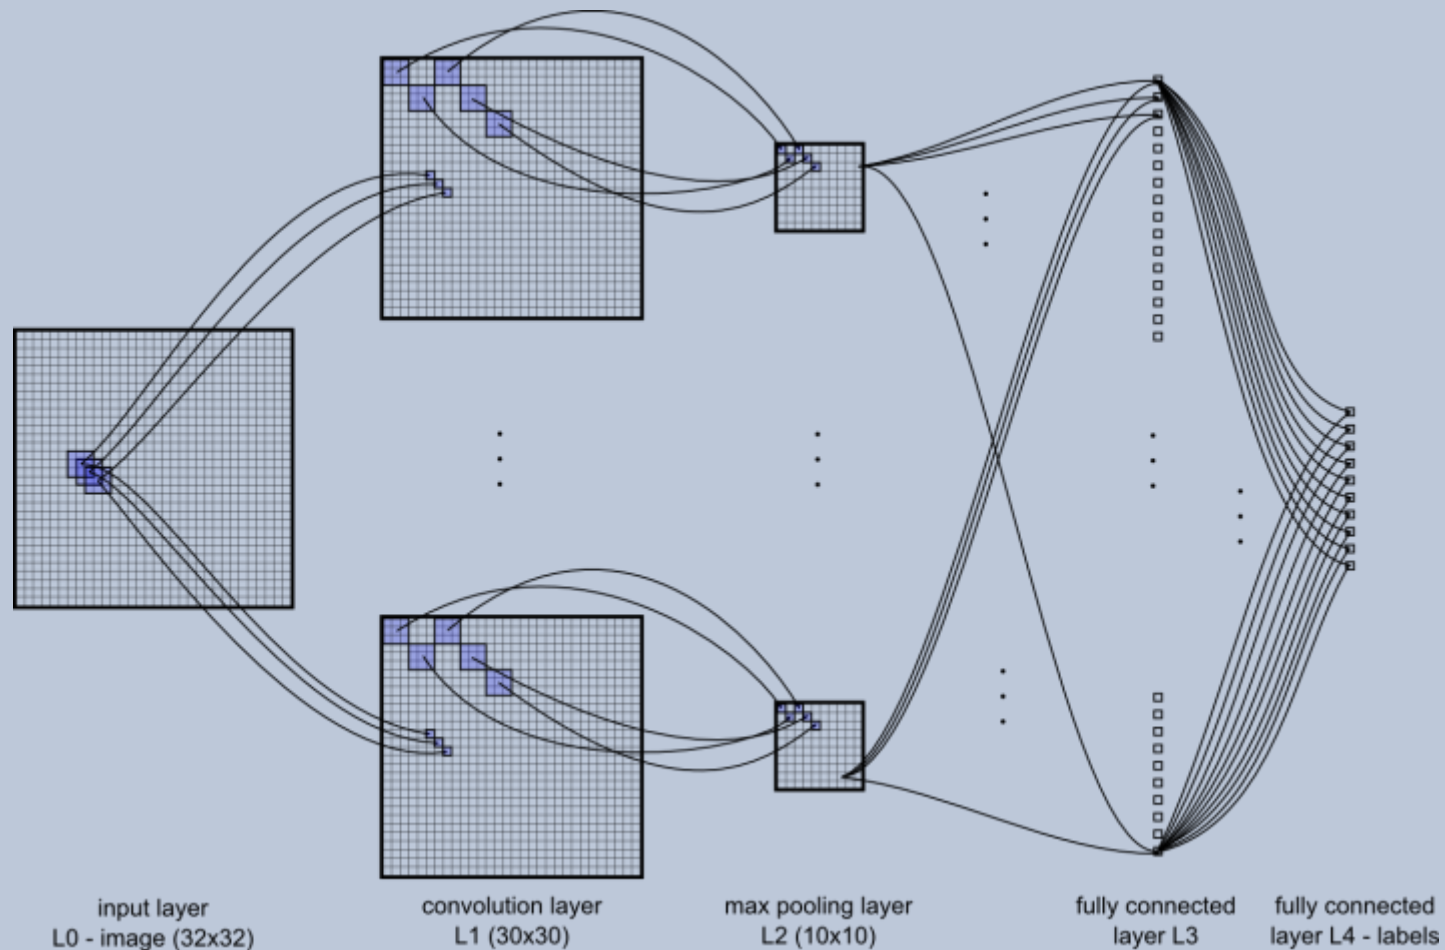 input layer
L0 - image (32x32)
convolution layer
L1 (30x30)
max pooling layer
L2 (10x10)
fully connected
layer L3
fully connected
layer L4 - labels